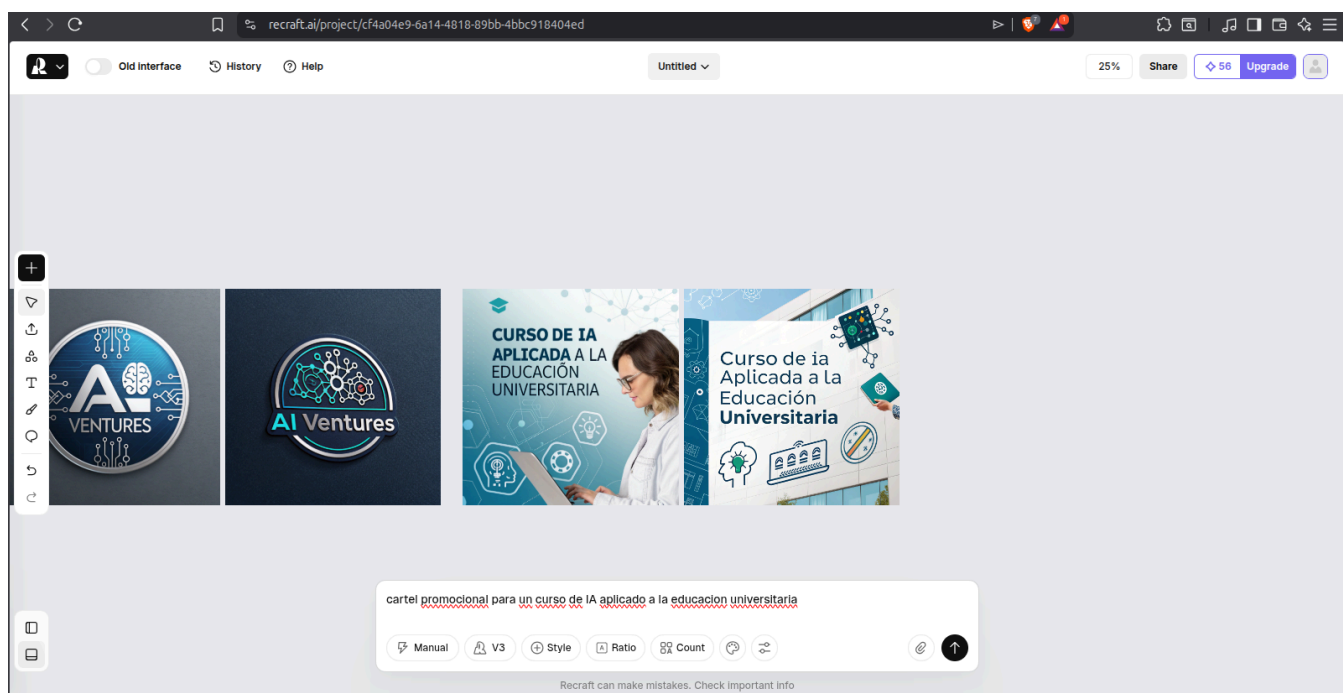 recraft.ai/project/cf4a04e9-6a14-4818-89bb-4bbc918404ed
Old interface
History
Help
Untitled
25%
Share
56
Upgrade
AI
VENTURES
AI Ventures
CURSO DE IA
APLICADA A LA
EDUCACIÓN
UNIVERSITARIA
Curso de ia
Aplicada a la
Educación
Universitaria
cartel promocional para un curso de IA aplicado a la educacion universitaria
Manual
V3
Style
Ratio
Count
Recraft can make mistakes. Check important info